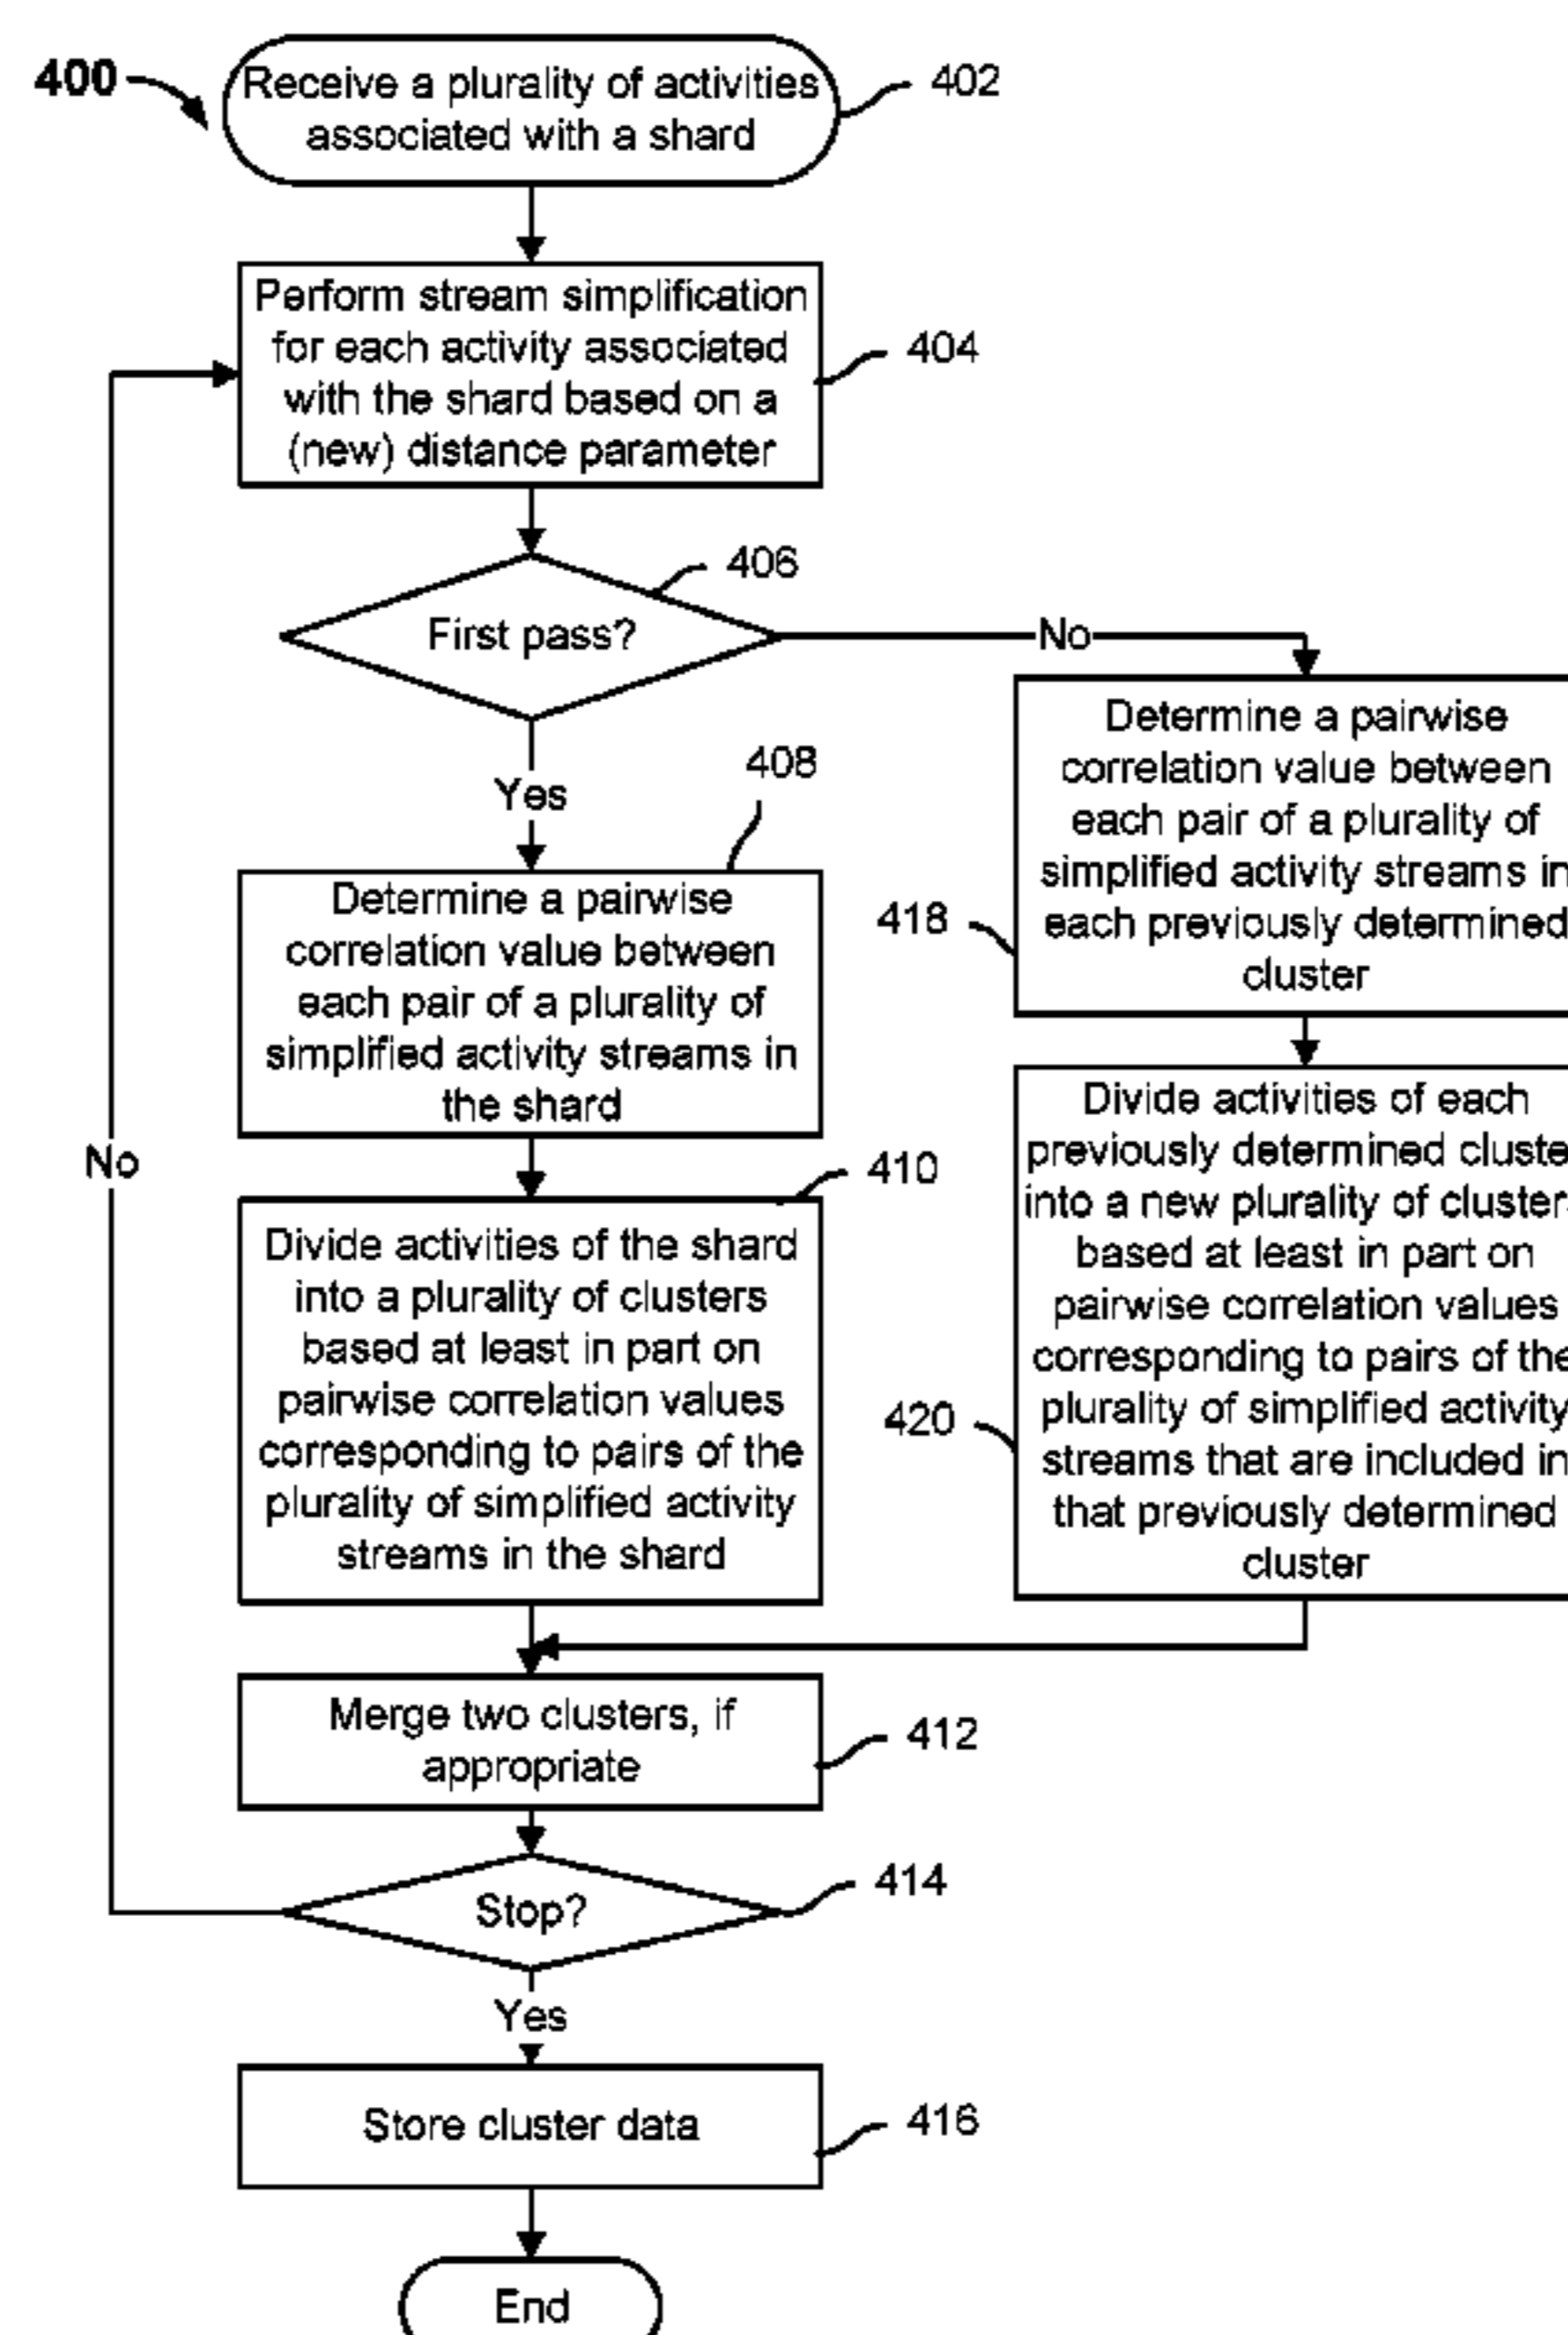 400
Receive a plurality of activities
associated with a shard
402
Perform stream simplification
for each activity associated
with the shard based on a
(new) distance parameter
404
406
First pass?
No
Yes
408
Determine a pairwise
correlation value between
each pair of a plurality of
simplified activity streams in
the shard
Determine a pairwise
correlation value between
each pair of a plurality of
simplified activity streams in
each previously determined
cluster
418
No
410
Divide activities of the shard
into a plurality of clusters
based at least in part on
pairwise correlation values
corresponding to pairs of the
plurality of simplified activity
streams in the shard
Divide activities of each
previously determined cluste
into a new plurality of cluster
based at least in part on
pairwise correlation values
corresponding to pairs of the
plurality of simplified activity
streams that are included in
that previously determined
cluster
420
Merge two clusters, if
appropriate
412
414
Stop?
Yes
Store cluster data
416
End